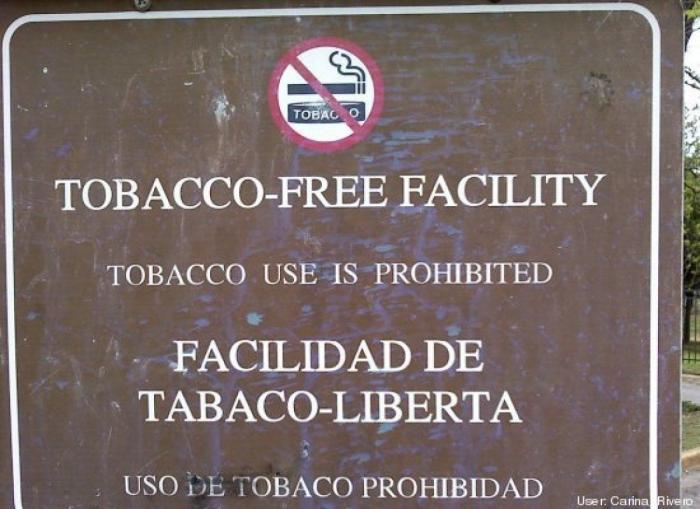 TOBACCO
TOBACCO-FREE FACILITY
TOBACCO USE IS PROHIBITED
FACILIDAD DE
TABACO-LIBERTA
USO DE TOBACO PROHIBIDAD
User: Carina Rivero